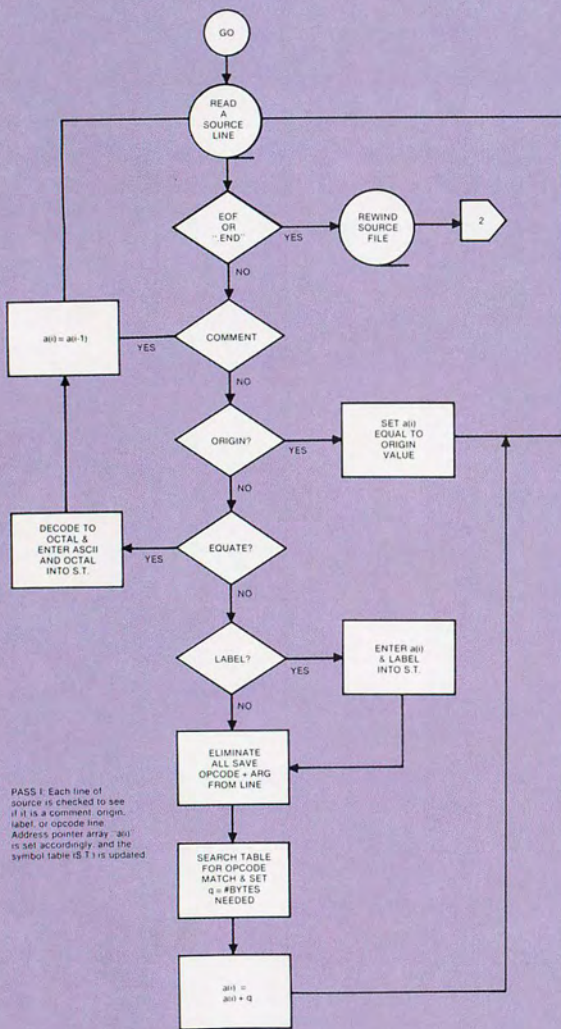 GO
READ
A
SOURCE
LINE
EOF
OR
".END"
YES
REWIND
SOURCE
FILE
2
NO
a(i) = a(i-1)
YES
COMMENT
NO
ORIGIN?
YES
SET a(i)
EQUAL TO
ORIGIN
VALUE
NO
DECODE TO
OCTAL &
ENTER ASCII
AND OCTAL
INTO S.T.
YES
EQUATE?
NO
LABEL?
YES
ENTER a(i)
& LABEL
INTO S.T.
NO
ELIMINATE
ALL SAVE
OPCODE + ARG
FROM LINE
PASS I: Each line of
source is checked to see
if it is a comment, origin,
label, or opcode line.
Address pointer array, a(i)
is set accordingly, and the
symbol table (S.T.) is updated.
SEARCH TABLE
FOR OPCODE
MATCH & SET
q = #BYTES
NEEDED
a(i) =
a(i) + q